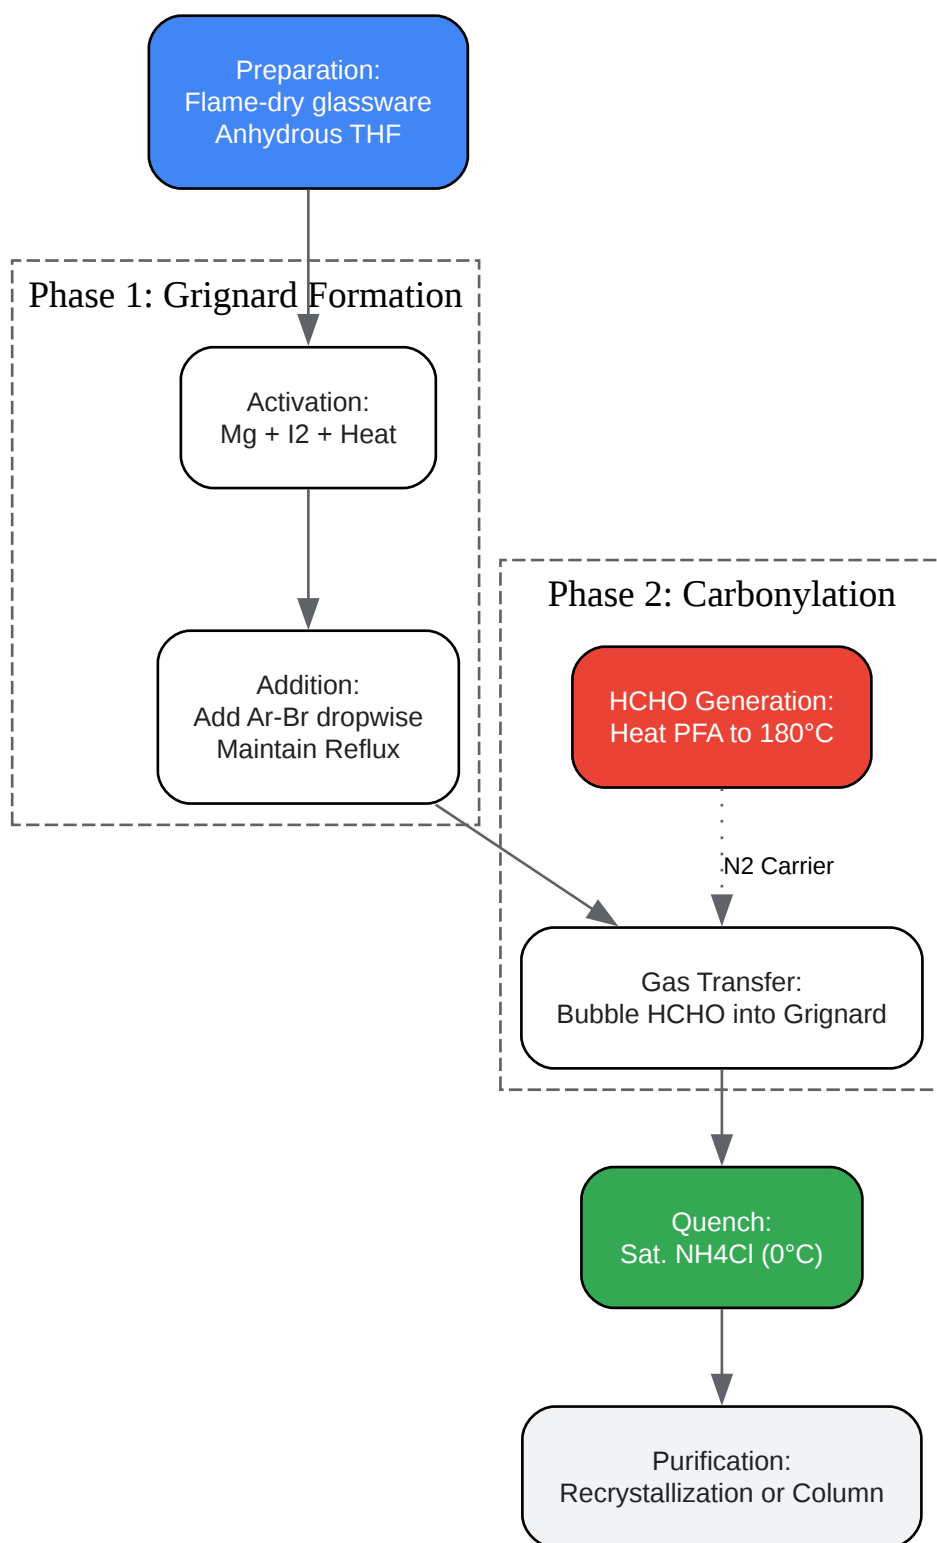 Preparation:
Flame-dry glassware
Anhydrous THF
Phase 1: Grignard Formation
Activation:
Mg + I2 + Heat
Addition:
Add Ar-Br dropwise
Maintain Reflux
Phase 2: Carbonylation
HCHO Generation:
Heat PFA to 180°C
N2 Carrier
Gas Transfer:
Bubble HCHO into Grignard
Quench:
Sat. NH4Cl (0°C)
Purification:
Recrystallization or Column